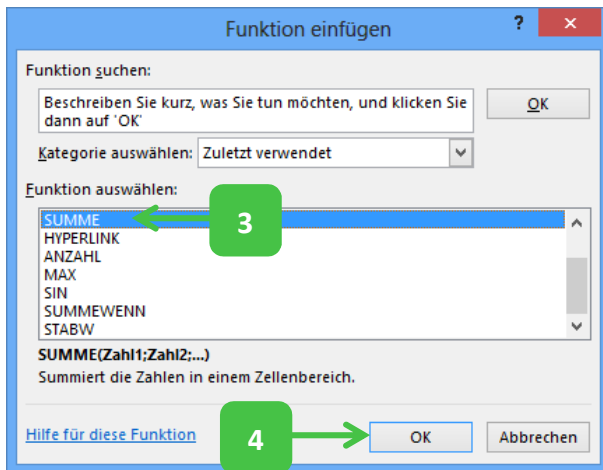 Funktion einfügen
?
×
Funktion suchen:
Beschreiben Sie kurz, was Sie tun möchten, und klicken Sie
dann auf 'OK'
OK
Kategorie auswählen: Zuletzt verwendet
Funktion auswählen:
SUMME
3
HYPERLINK
ANZAHL
MAX
SIN
SUMMEWENN
STABW
SUMME(Zahl1;Zahl2;...)
Summiert die Zahlen in einem Zellenbereich.
Hilfe für diese Funktion
4
OK
Abbrechen